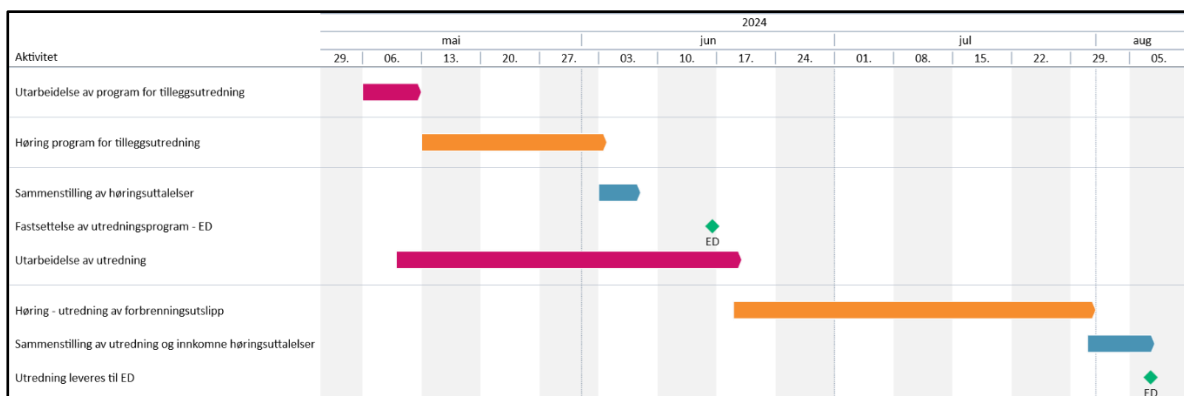 2024
mai jun jul aug
Aktivitet 29. 06. 13. 20. 27. 03. 10. 17. 24. 01. 08. 15. 22. 29. 05.
Utarbeidelse av program for tilleggsutredning
Høring program for tilleggsutredning
Sammenstilling av høringsuttalelser
Fastsettelse av utredningsprogram - ED
ED
Utarbeidelse av utredning
Høring - utredning av forbrenningsutslipp
Sammenstilling av utredning og innkomne høringsuttalelser
Utredning leveres til ED
ED